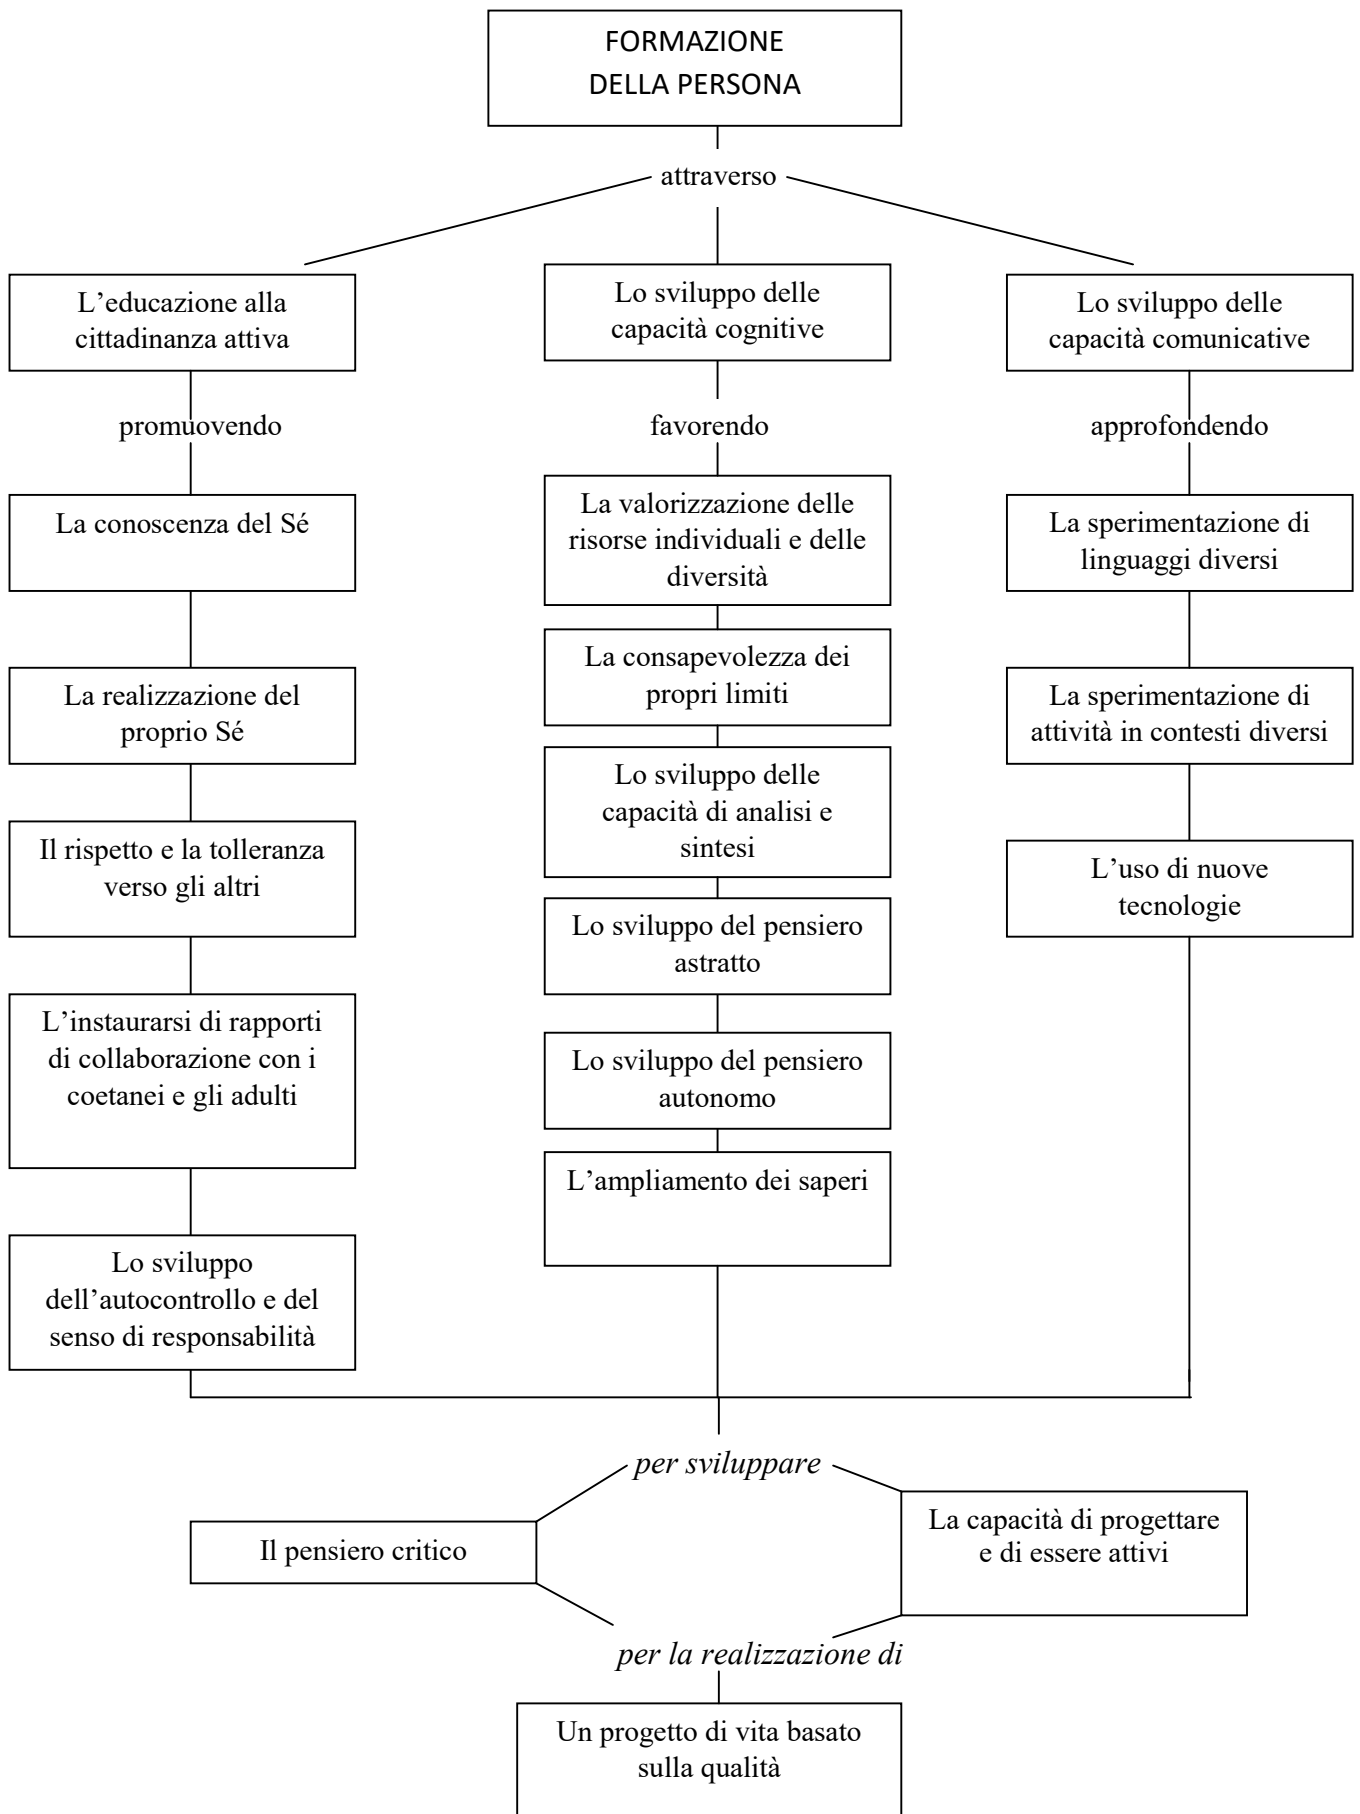 FORMAZIONE
DELLA PERSONA
attraverso
L’educazione alla
cittadinanza attiva
promuovendo
La conoscenza del Sé
La realizzazione del
proprio Sé
Il rispetto e la tolleranza
verso gli altri
L’instaurarsi di rapporti
di collaborazione con i
coetanei e gli adulti
Lo sviluppo
dell’autocontrollo e del
senso di responsabilità
Lo sviluppo delle
capacità cognitive
favorendo
La valorizzazione delle
risorse individuali e delle
diversità
La consapevolezza dei
propri limiti
Lo sviluppo delle
capacità di analisi e
sintesi
Lo sviluppo del pensiero
astratto
Lo sviluppo del pensiero
autonomo
L’ampliamento dei saperi
Lo sviluppo delle
capacità comunicative
approfondendo
La sperimentazione di
linguaggi diversi
La sperimentazione di
attività in contesti diversi
L’uso di nuove
tecnologie
per sviluppare
Il pensiero critico
La capacità di progettare
e di essere attivi
per la realizzazione di
Un progetto di vita basato
sulla qualità